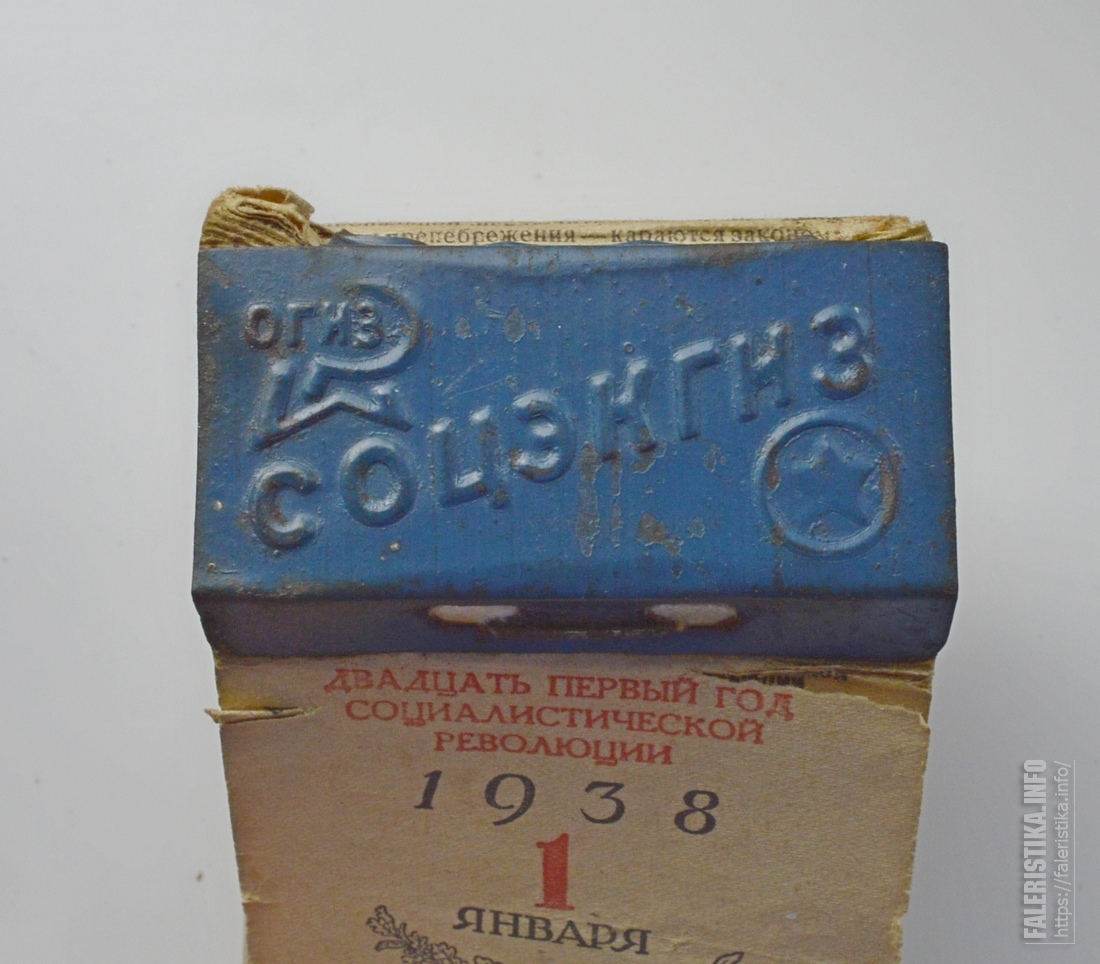 пренебрежения — караются законом
ОГИЗ
СОЦЭКГИЗ
ДВАДЦАТЬ ПЕРВЫЙ ГОД
СОЦИАЛИСТИЧЕСКОЙ
РЕВОЛЮЦИИ
1938
1
ЯНВАРЯ
FALERISTIKA.INFO
https://faleristika.info/